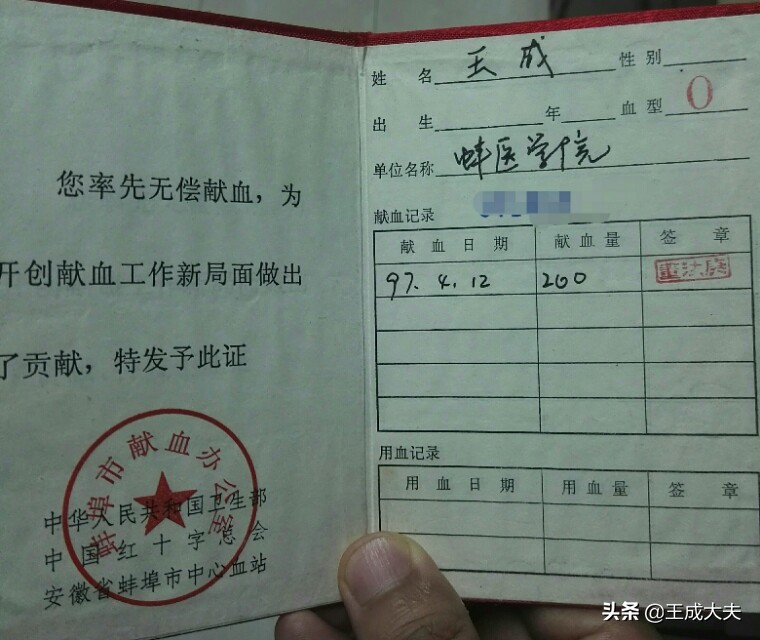 您率先无偿献血，为
开创献血工作新局面做出
了贡献，特发予此证
蚌埠市献血办公室
中华人民共和国卫生部
中国红十字总会
安徽省蚌埠市中心血站
姓 名 王成 性别
出 生 年 血型 O
单位名称 蚌医学院
献血记录
献血日期 献血量 签章
97.4.12 200
用血记录
用血日期 用血量 签章
头条 @王成大夫